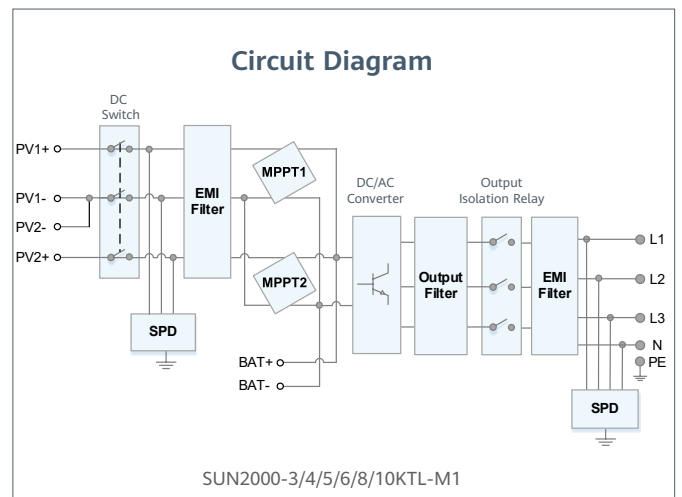 Circuit Diagram
DC
Switch
PV1+
PV1-
PV2-
PV2+
EMI
Filter
SPD
MPPT1
MPPT2
BAT+
BAT-
DC/AC
Converter
Output
Filter
Output
Isolation Relay
EMI
Filter
L1
L2
L3
N
PE
SPD
SUN2000-3/4/5/6/8/10KTL-M1